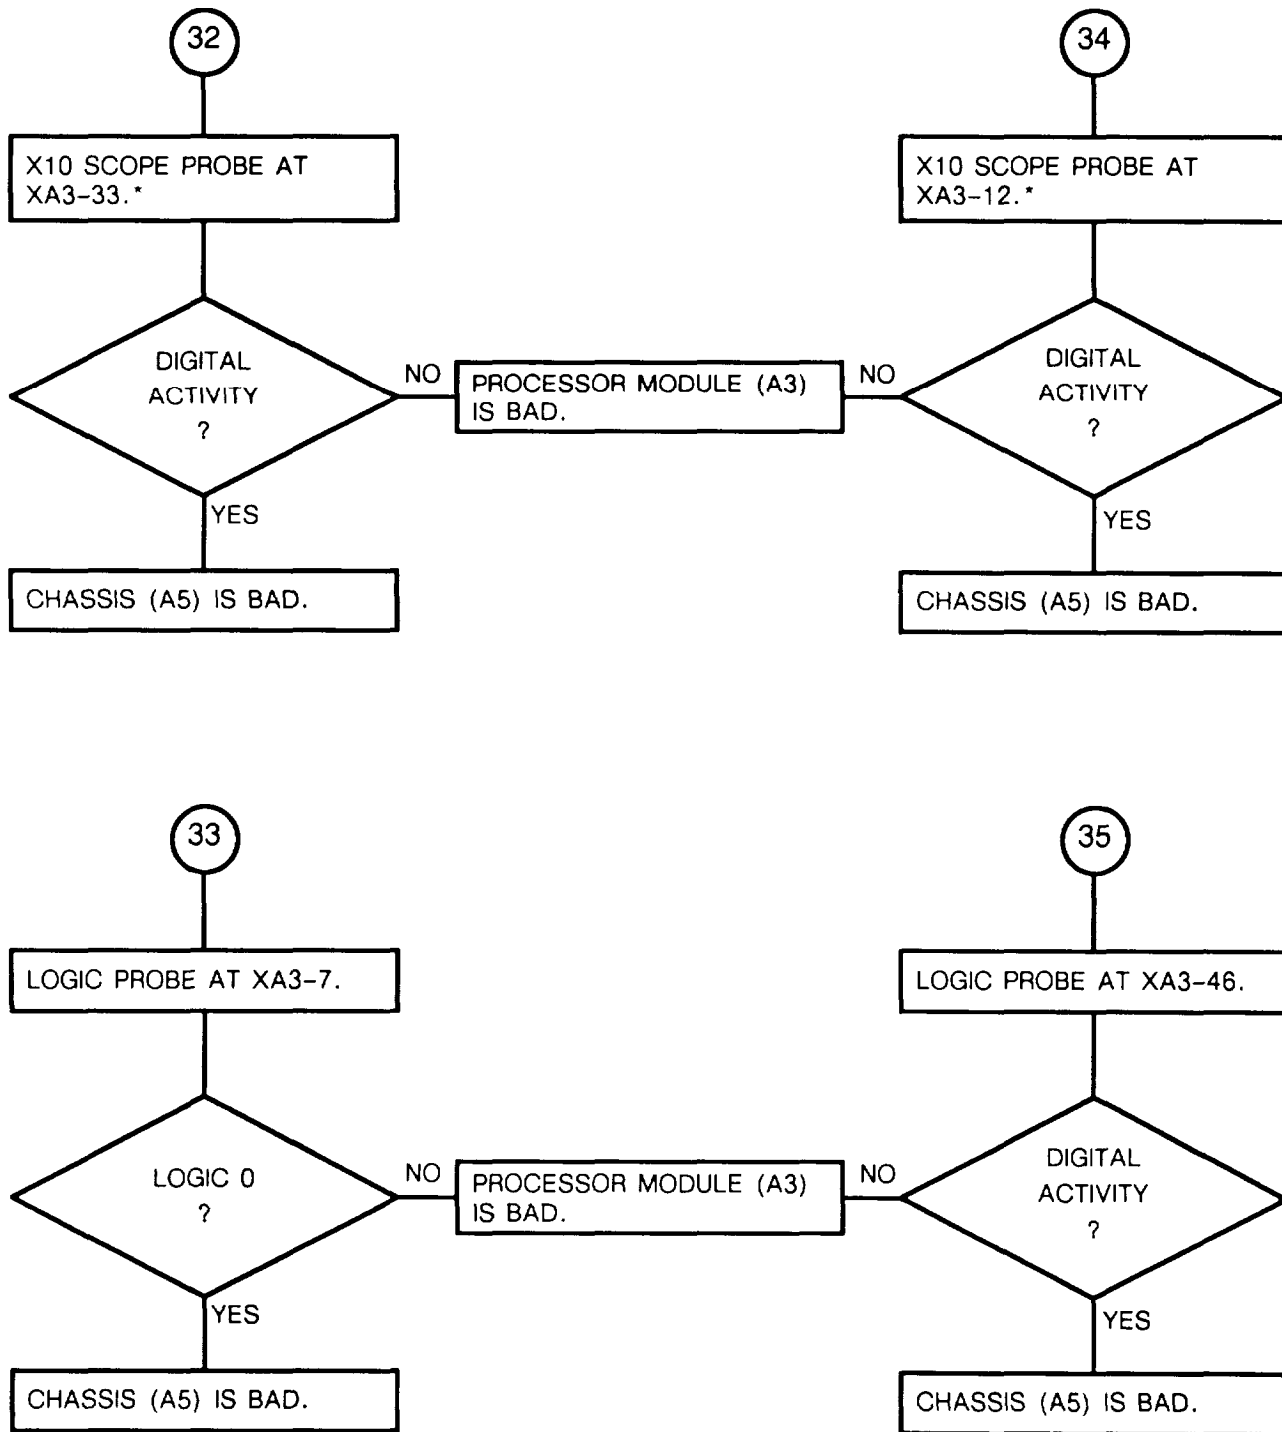 32
X10 SCOPE PROBE AT
XA3-33.*
DIGITAL
ACTIVITY
?
NO
YES
CHASSIS (A5) IS BAD.
PROCESSOR MODULE (A3)
IS BAD.
34
X10 SCOPE PROBE AT
XA3-12.*
NO
DIGITAL
ACTIVITY
?
YES
CHASSIS (A5) IS BAD.
33
LOGIC PROBE AT XA3-7.
LOGIC 0
?
NO
YES
CHASSIS (A5) IS BAD.
PROCESSOR MODULE (A3)
IS BAD.
35
LOGIC PROBE AT XA3-46.
NO
DIGITAL
ACTIVITY
?
YES
CHASSIS (A5) IS BAD.